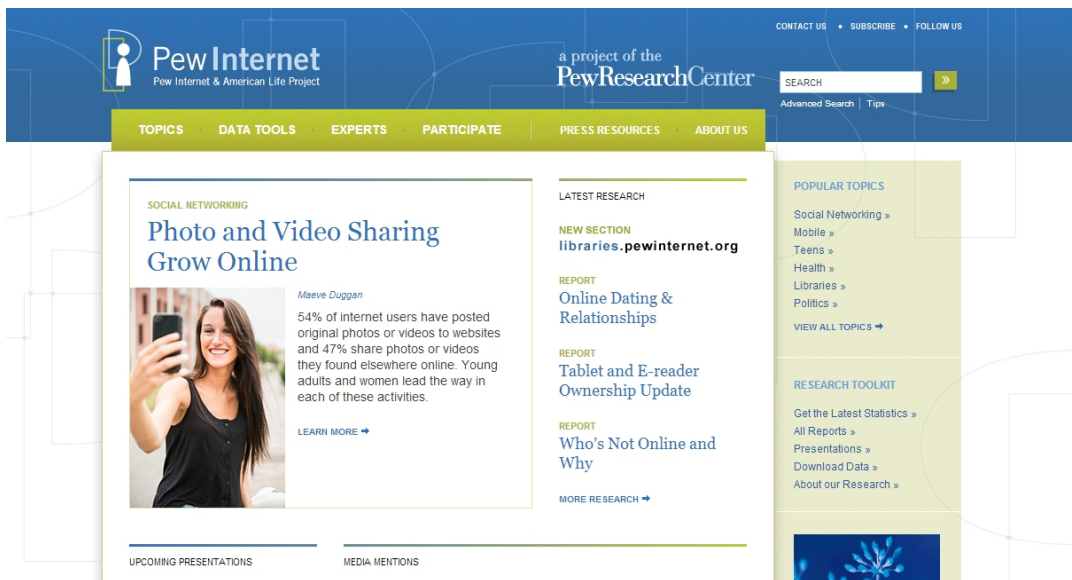 CONTACT US • SUBSCRIBE • FOLLOW US
Pew Internet
Pew Internet & American Life Project
a project of the
PewResearchCenter
SEARCH
»
Advanced Search | Tips
TOPICS · DATA TOOLS · EXPERTS · PARTICIPATE | PRESS RESOURCES · ABOUT US
SOCIAL NETWORKING
Photo and Video Sharing
Grow Online
Maeve Duggan
54% of internet users have posted
original photos or videos to websites
and 47% share photos or videos
they found elsewhere online. Young
adults and women lead the way in
each of these activities.
LEARN MORE ➡
LATEST RESEARCH
NEW SECTION
libraries.pewinternet.org
REPORT
Online Dating &
Relationships
REPORT
Tablet and E-reader
Ownership Update
REPORT
Who's Not Online and
Why
MORE RESEARCH ➡
POPULAR TOPICS
Social Networking »
Mobile »
Teens »
Health »
Libraries »
Politics »
VIEW ALL TOPICS ➡
RESEARCH TOOLKIT
Get the Latest Statistics »
All Reports »
Presentations »
Download Data »
About our Research »
UPCOMING PRESENTATIONS
MEDIA MENTIONS